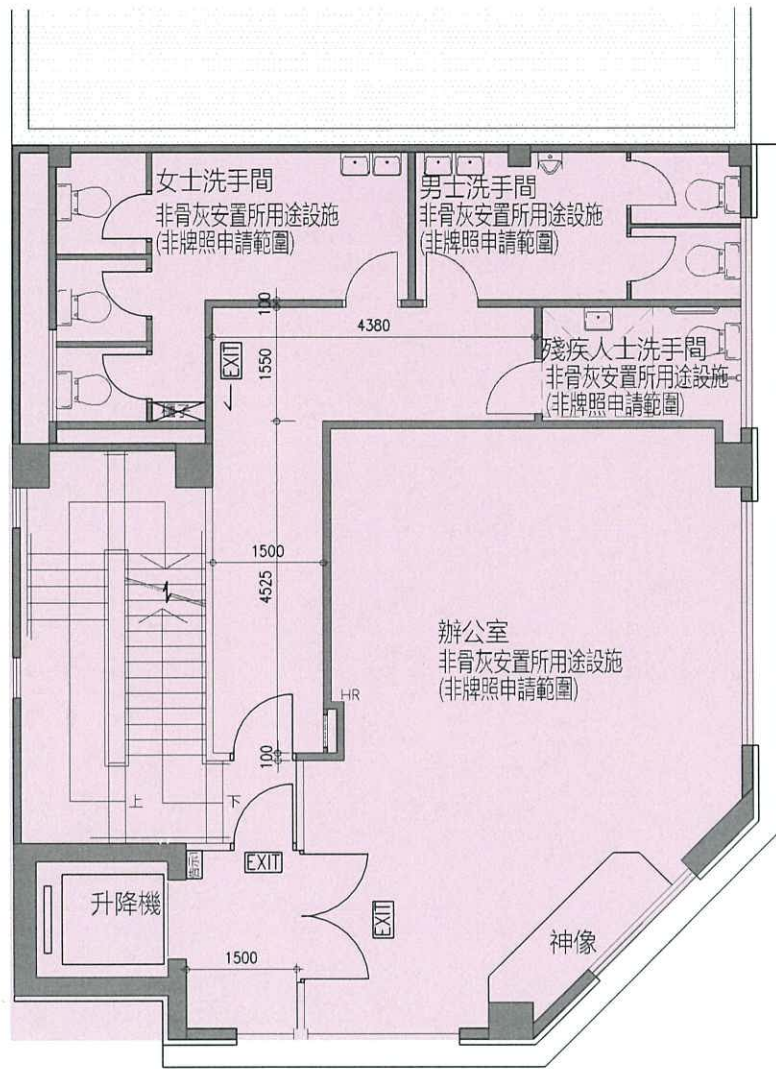 女士洗手間
非骨灰安置所用途設施
(非牌照申請範圍)
男士洗手間
非骨灰安置所用途設施
(非牌照申請範圍)
100
4380
EXIT
1550
殘疾人士洗手間
非骨灰安置所用途設施
(非牌照申請範圍)
1500
4525
辦公室
非骨灰安置所用途設施
(非牌照申請範圍)
HR
100
上
下
EXIT
升降機
EXIT
神像
1500